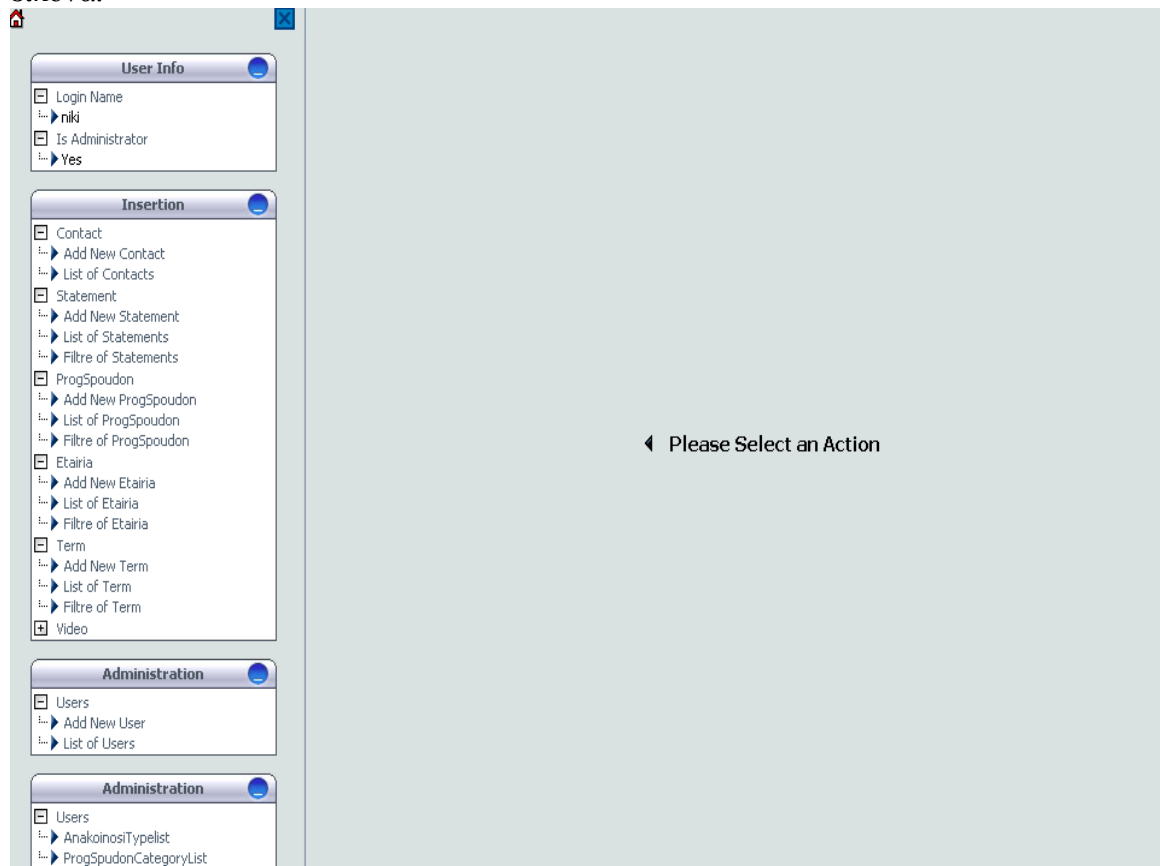 User Info
Login Name
niki
Is Administrator
Yes
Insertion
Contact
Add New Contact
List of Contacts
Statement
Add New Statement
List of Statements
Filtre of Statements
ProgSpoudon
Add New ProgSpoudon
List of ProgSpoudon
Filtre of ProgSpoudon
Etairia
Add New Etairia
List of Etairia
Filtre of Etairia
Term
Add New Term
List of Term
Filtre of Term
Video
Please Select an Action
Administration
Users
Add New User
List of Users
Administration
Users
AnakoinosiTypelist
ProgSpudonCategoryList